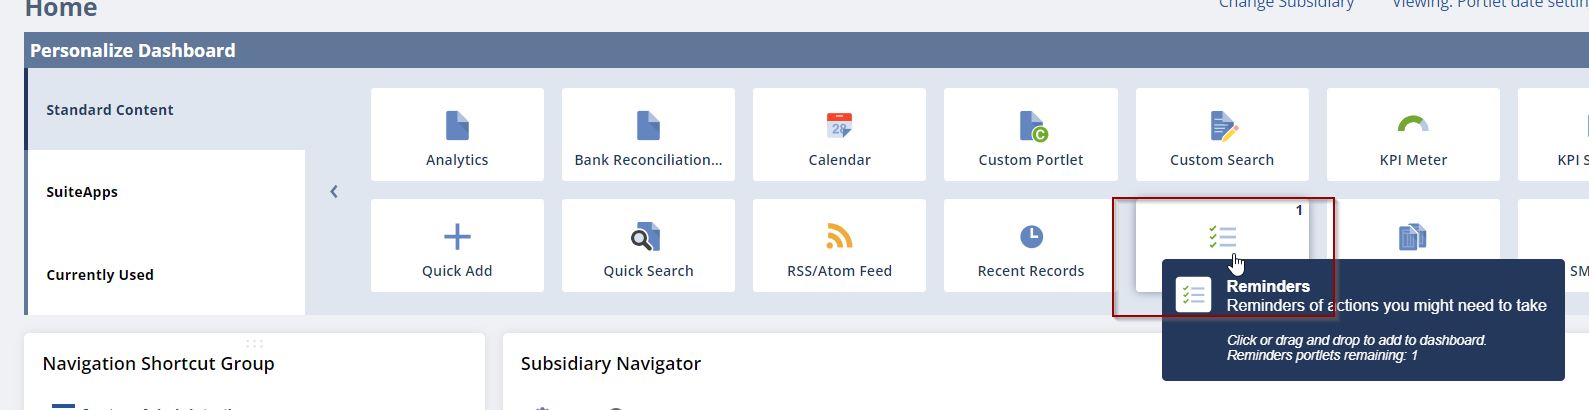 Home
Change Subsidiary
Viewing: Portlet date
Personalize Dashboard
Standard Content
SuiteApps
Currently Used
Analytics
Bank Reconciliation...
Calendar
28
Custom Portlet
C
Custom Search
KPI Meter
KPI S
Quick Add
Quick Search
RSS/Atom Feed
Recent Records
1
SM
Reminders
Reminders of actions you might need to take
Click or drag and drop to add to dashboard.
Reminders portlets remaining: 1
Navigation Shortcut Group
Subsidiary Navigator